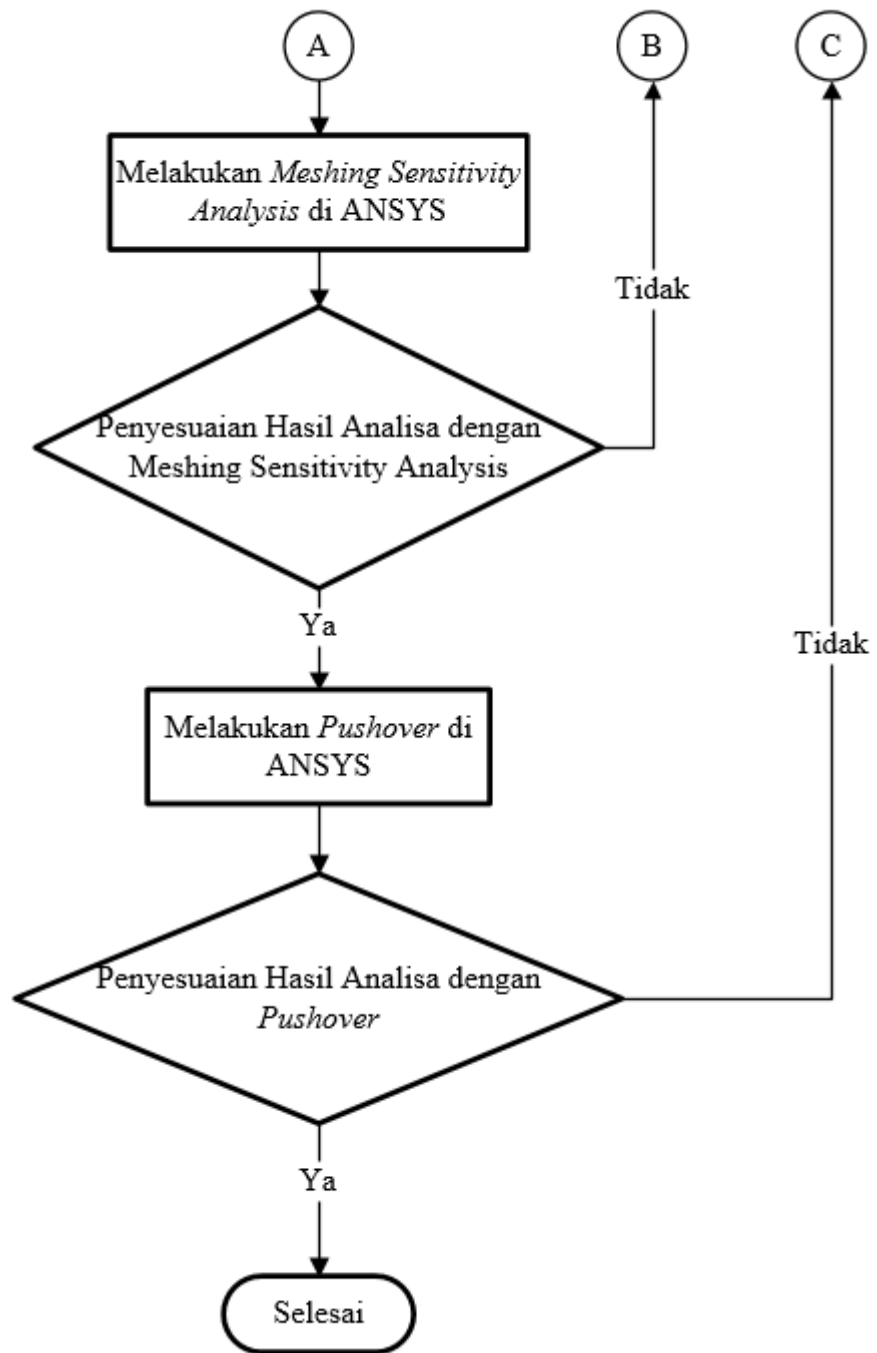 A
B
C
Melakukan Meshing Sensitivity
Analysis di ANSYS
Tidak
Penyesuaian Hasil Analisa dengan
Meshing Sensitivity Analysis
Ya
Tidak
Melakukan Pushover di
ANSYS
Penyesuaian Hasil Analisa dengan
Pushover
Ya
Selesai